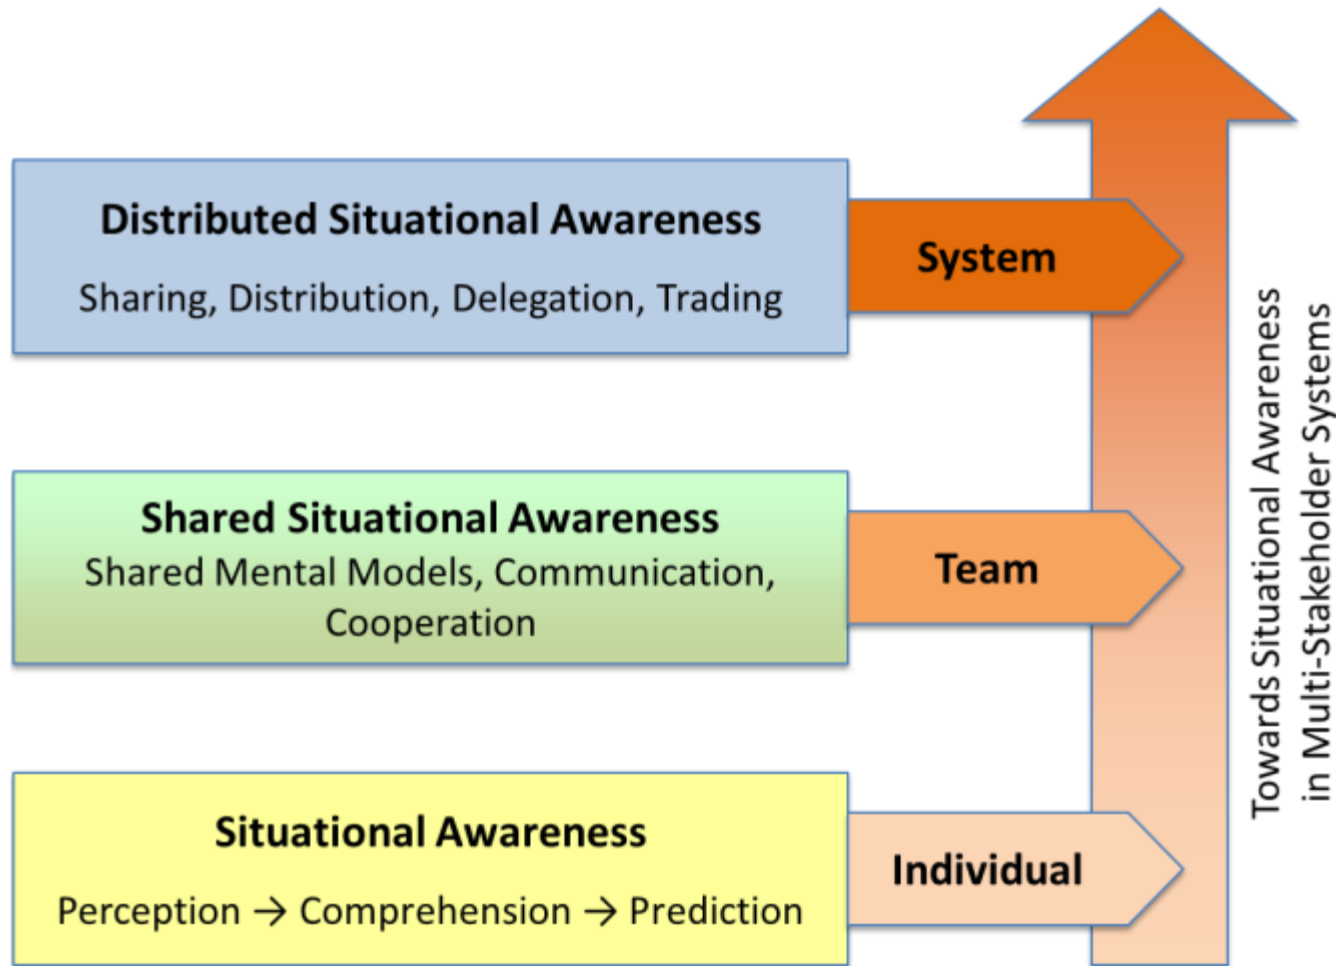 Distributed Situational Awareness
Sharing, Distribution, Delegation, Trading
System
Shared Situational Awareness
Shared Mental Models, Communication,
Cooperation
Team
Situational Awareness
Perception → Comprehension → Prediction
Individual
Towards Situational Awareness
in Multi-Stakeholder Systems